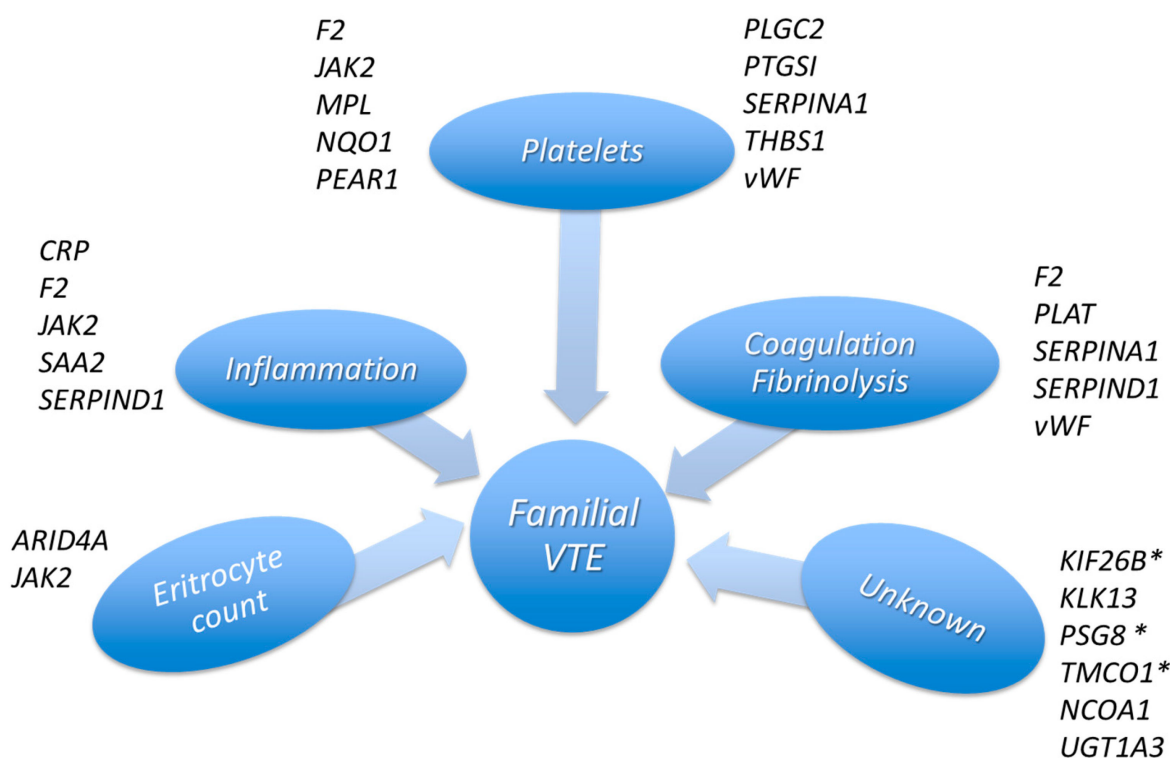 F2
JAK2
MPL
NQO1
PEAR1
Platelets
PLGC2
PTGSI
SERPINA1
THBS1
vWF
CRP
F2
JAK2
SAA2
SERPIND1
Inflammation
Coagulation
Fibrinolysis
F2
PLAT
SERPINA1
SERPIND1
vWF
Familial
VTE
ARID4A
JAK2
Eritrocyte
count
Unknown
KIF26B*
KLK13
PSG8 *
TMCO1*
NCOA1
UGT1A3